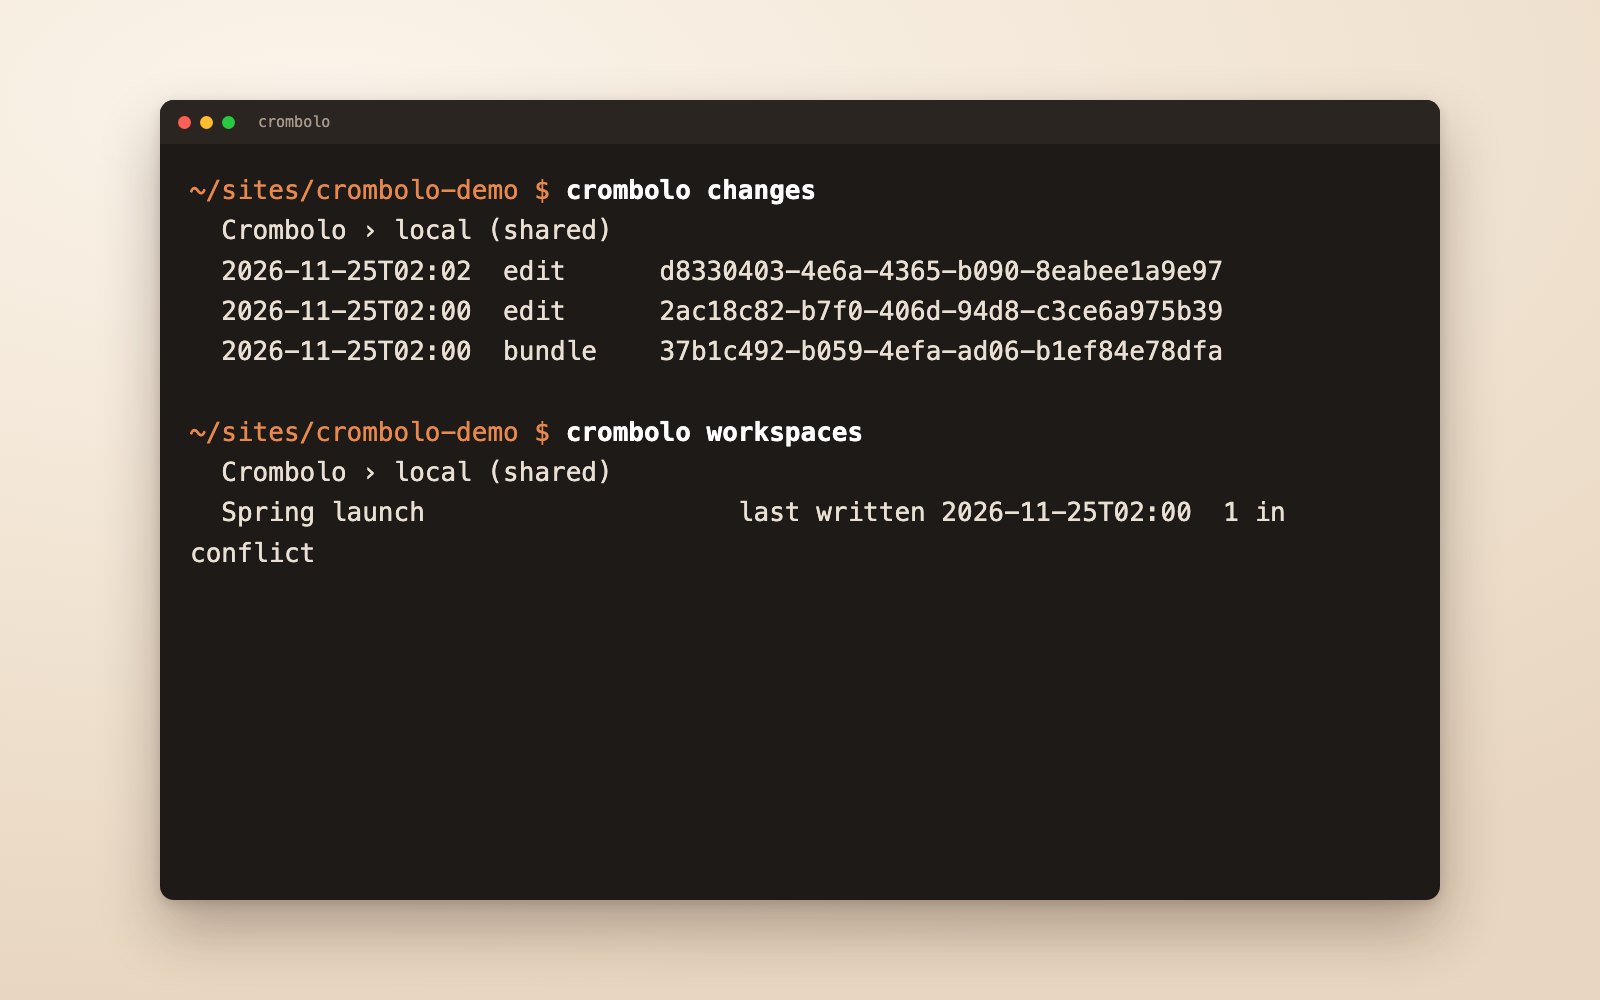 crombolo
~/sites/crombolo-demo $ crombolo changes
Crombolo › local (shared)
2026-11-25T02:02  edit      d8330403-4e6a-4365-b090-8eabee1a9e97
2026-11-25T02:00  edit      2ac18c82-b7f0-406d-94d8-c3ce6a975b39
2026-11-25T02:00  bundle    37b1c492-b059-4efa-ad06-b1ef84e78dfa
~/sites/crombolo-demo $ crombolo workspaces
Crombolo › local (shared)
Spring launch                    last written 2026-11-25T02:00  1 in
conflict